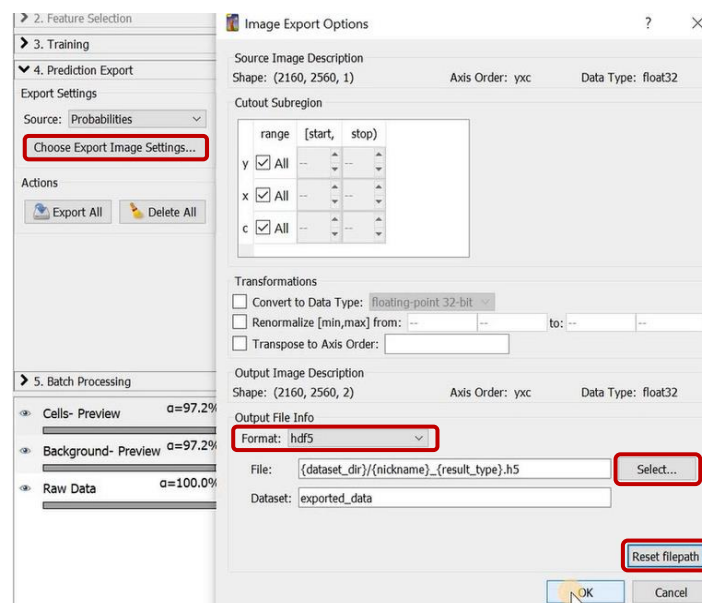 2. Feature Selection
3. Training
4. Prediction Export
Export Settings
Source: Probabilities
Choose Export Image Settings...
Actions
Export All
Delete All
5. Batch Processing
Cells- Preview α=97.2%
Background- Preview α=97.2%
Raw Data α=100.0%
Image Export Options
?
Source Image Description
Shape: (2160, 2560, 1) Axis Order: yxc Data Type: float32
Cutout Subregion
range [start, stop)
y All -- --
x All -- --
c All -- --
Transformations
Convert to Data Type: floating-point 32-bit
Renormalize [min,max] from: -- -- to: -- --
Transpose to Axis Order:
Output Image Description
Shape: (2160, 2560, 2) Axis Order: yxc Data Type: float32
Output File Info
Format: hdf5
File: {dataset_dir}/{nickname}_{result_type}.h5 Select...
Dataset: exported_data
Reset filepath
OK Cancel